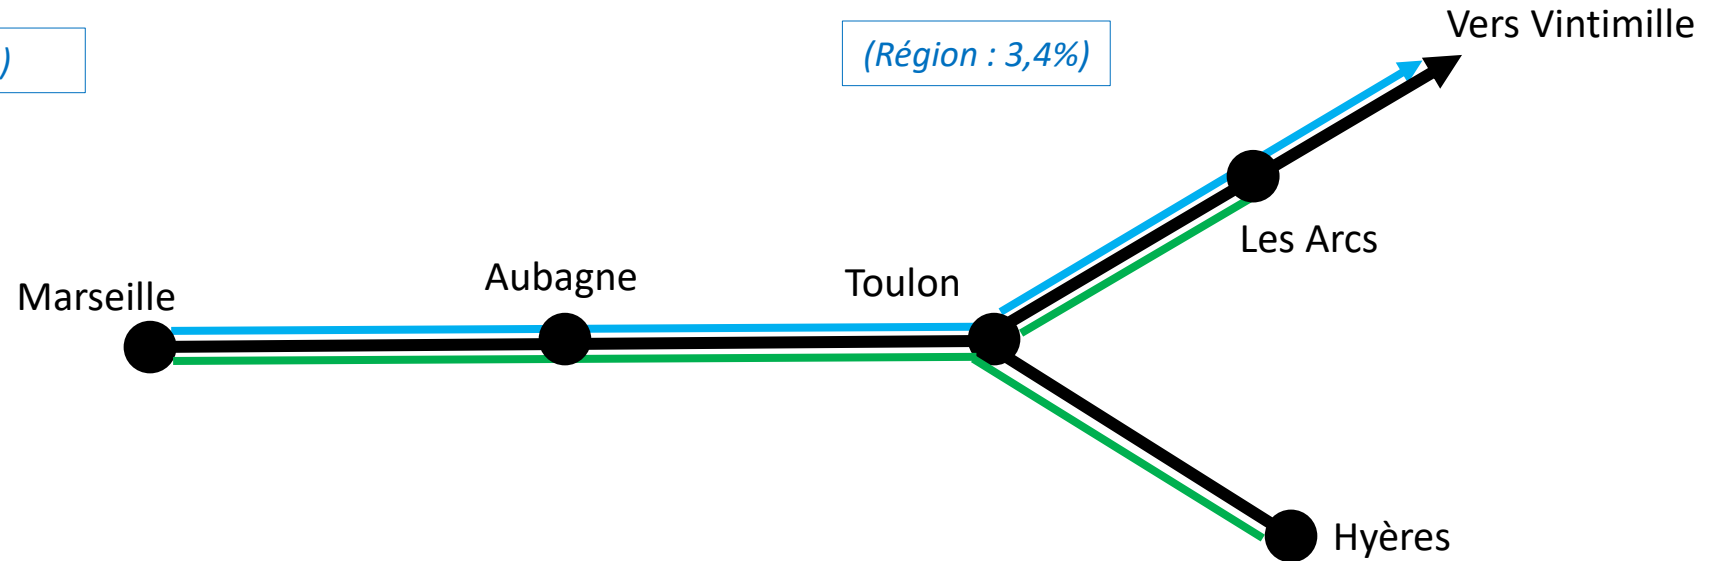 Vers Vintimille
)
(Région : 3,4%)
Les Arcs
Aubagne
Toulon
Marseille
Hyères